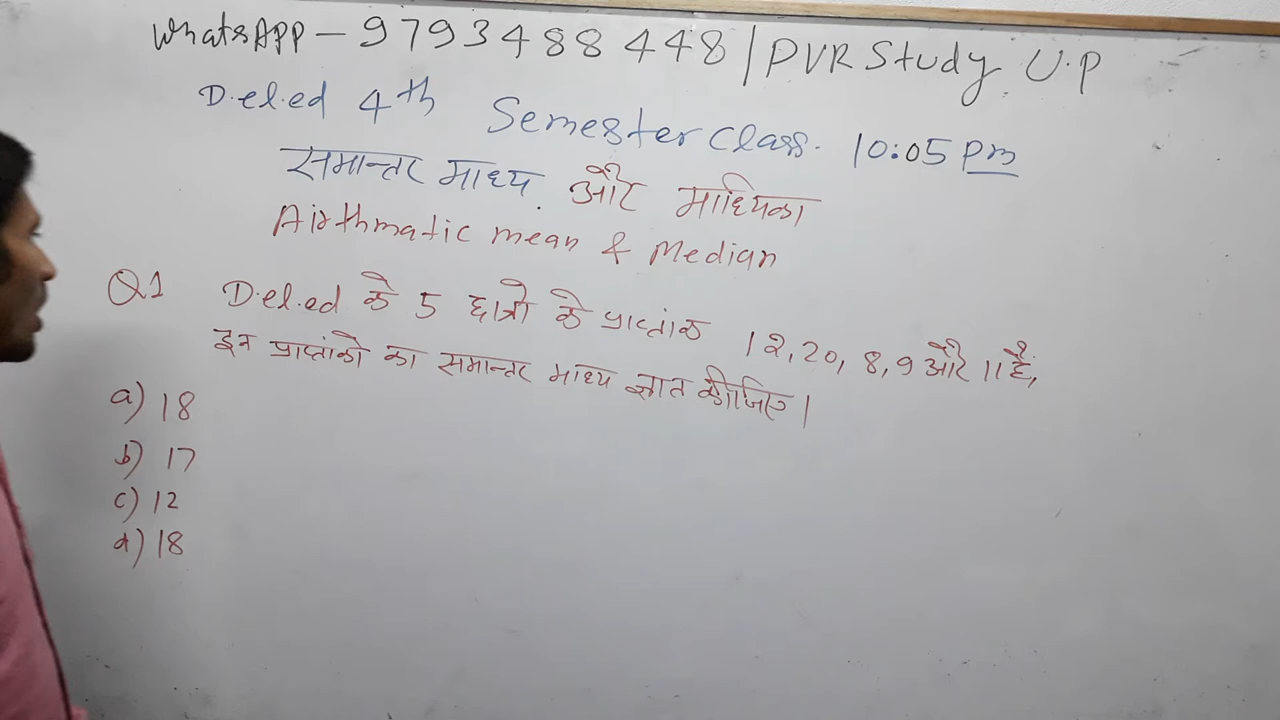 WhatsAPP - 9793488448 | PVR Study U.P
D.el.ed 4th Semester Class. 10:05 Pm
समान्तर माध्य. और माध्यिका
Airthmatic mean & Median
Q1 D.el.ed के 5 छात्रो के प्राप्तांक 12, 20, 8, 9 और 11 है,
इन प्राप्तांको का समान्तर माध्य ज्ञात कीजिए।
a) 18
b) 17
c) 12
d) 18